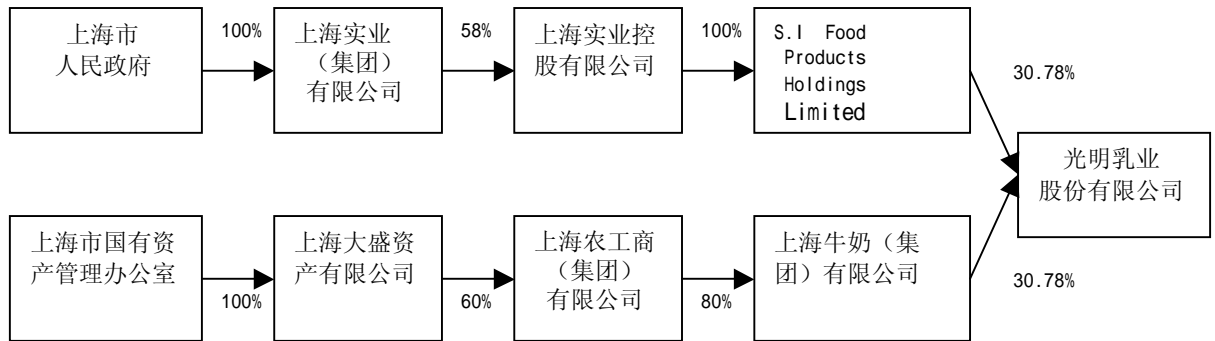 上海市
人民政府
100%
上海实业
（集团）
有限公司
58%
上海实业控
股有限公司
100%
S.I Food
Products
Holdings
Limited
30.78%
光明乳业
股份有限公司
上海市国有资
产管理办公室
100%
上海大盛资
产有限公司
60%
上海农工商
（集团）
有限公司
80%
上海牛奶（集
团）有限公司
30.78%